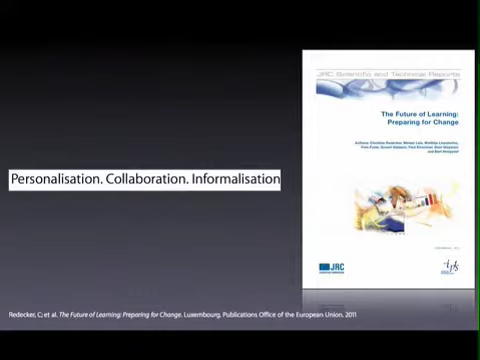 JRC Scientific and Technical Reports
The Future of Learning:
Preparing for Change
Personalisation. Collaboration. Informalisation
JRC
Redecker, C; et al. The Future of Learning: Preparing for Change. Luxembourg. Publications Office of the European Union. 2011